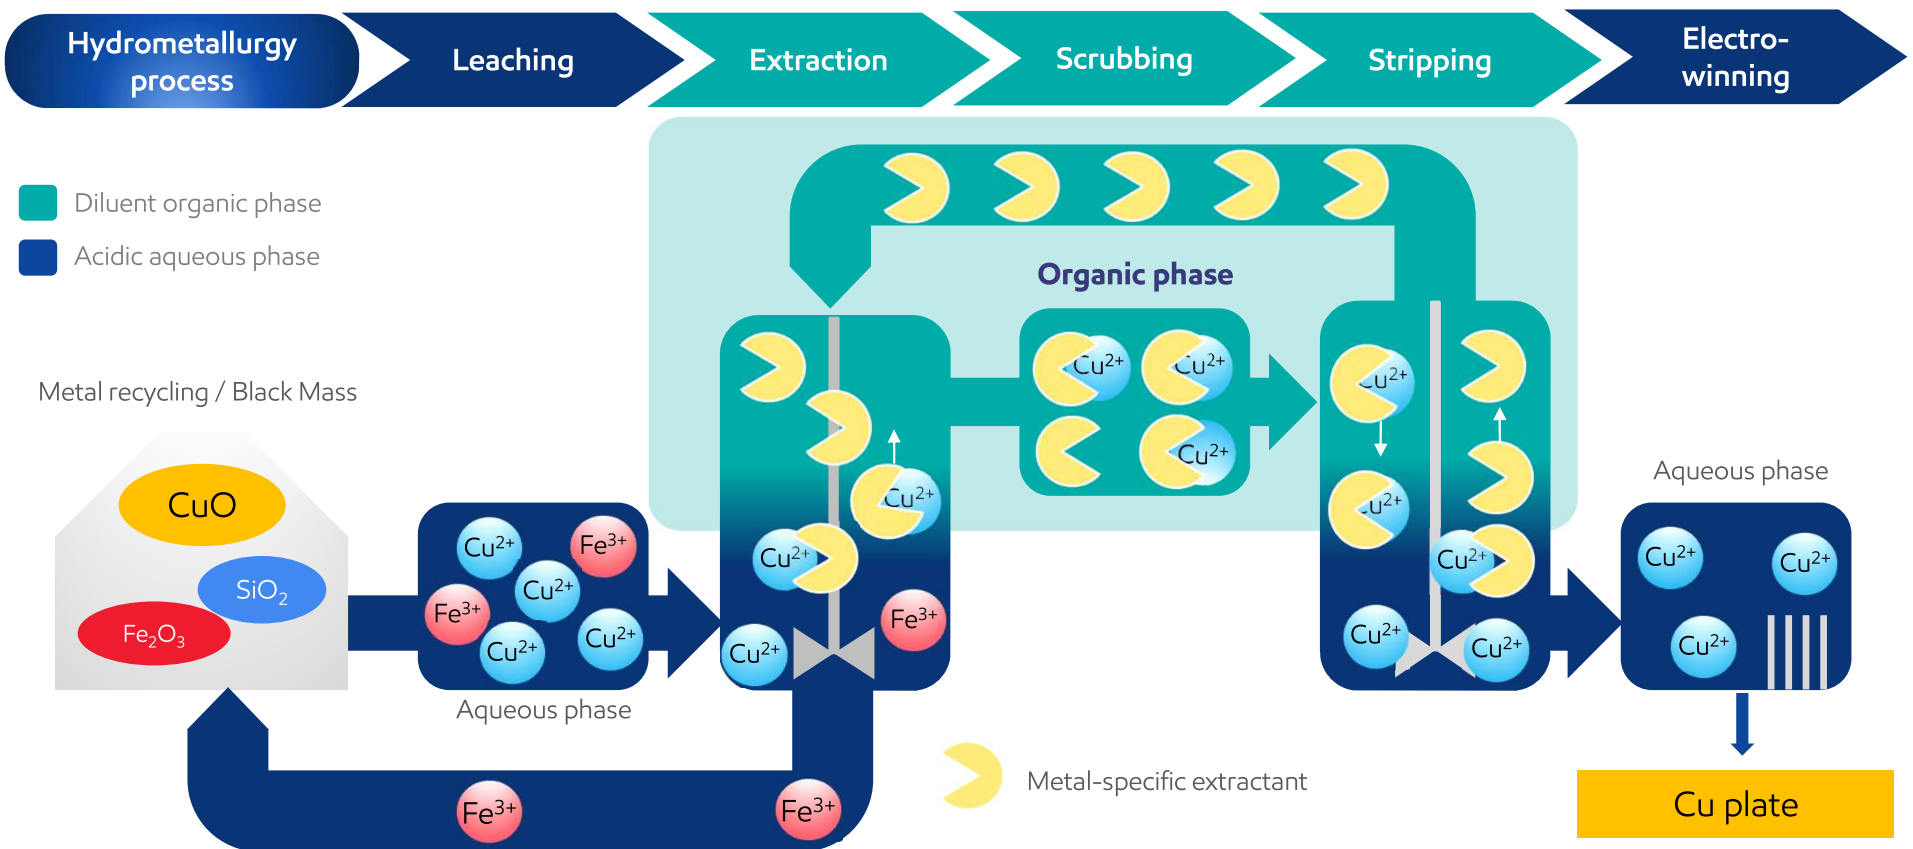 Hydrometallurgy
process
Leaching
Extraction
Scrubbing
Stripping
Electro-
winning
Diluent organic phase
Acidic aqueous phase
Organic phase
Metal recycling / Black Mass
CuO
SiO₂
Fe₂O₃
Cu²⁺
Fe³⁺
Cu²⁺
Fe³⁺
Cu²⁺
Cu²⁺
Aqueous phase
Cu²⁺
Cu²⁺
Fe³⁺
Cu²⁺
Cu²⁺
Cu²⁺
Cu²⁺
Cu²⁺
Cu²⁺
Cu²⁺
Cu²⁺
Cu²⁺
Aqueous phase
Cu²⁺
Cu²⁺
Cu²⁺
Fe³⁺
Fe³⁺
Metal-specific extractant
Cu plate